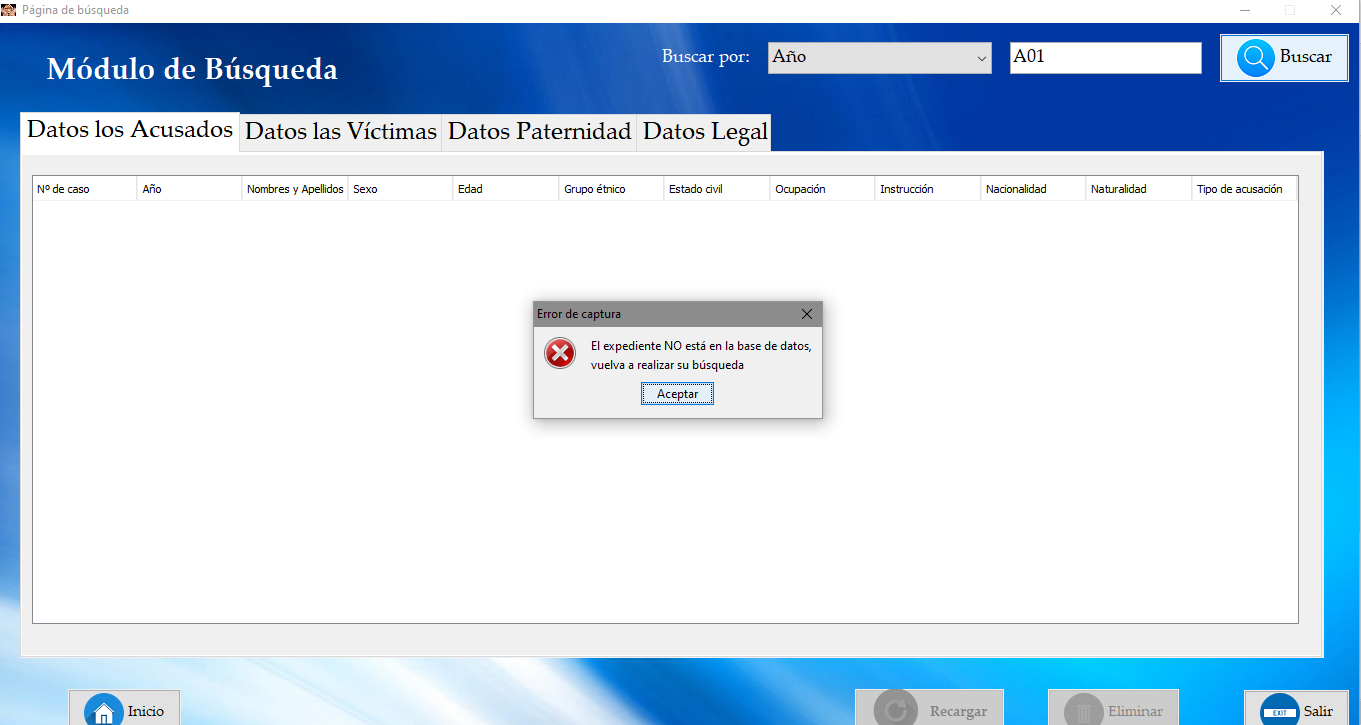 Página de búsqueda
Módulo de Búsqueda
Buscar por:
Año
A01
Buscar
Datos los Acusados
Datos las Víctimas
Datos Paternidad
Datos Legal
Nº de caso
Año
Nombres y Apellidos
Sexo
Edad
Grupo étnico
Estado civil
Ocupación
Instrucción
Nacionalidad
Naturalidad
Tipo de acusación
Error de captura
El expediente NO está en la base de datos,
vuelva a realizar su búsqueda
Aceptar
Inicio
Recargar
Eliminar
EXIT
Salir